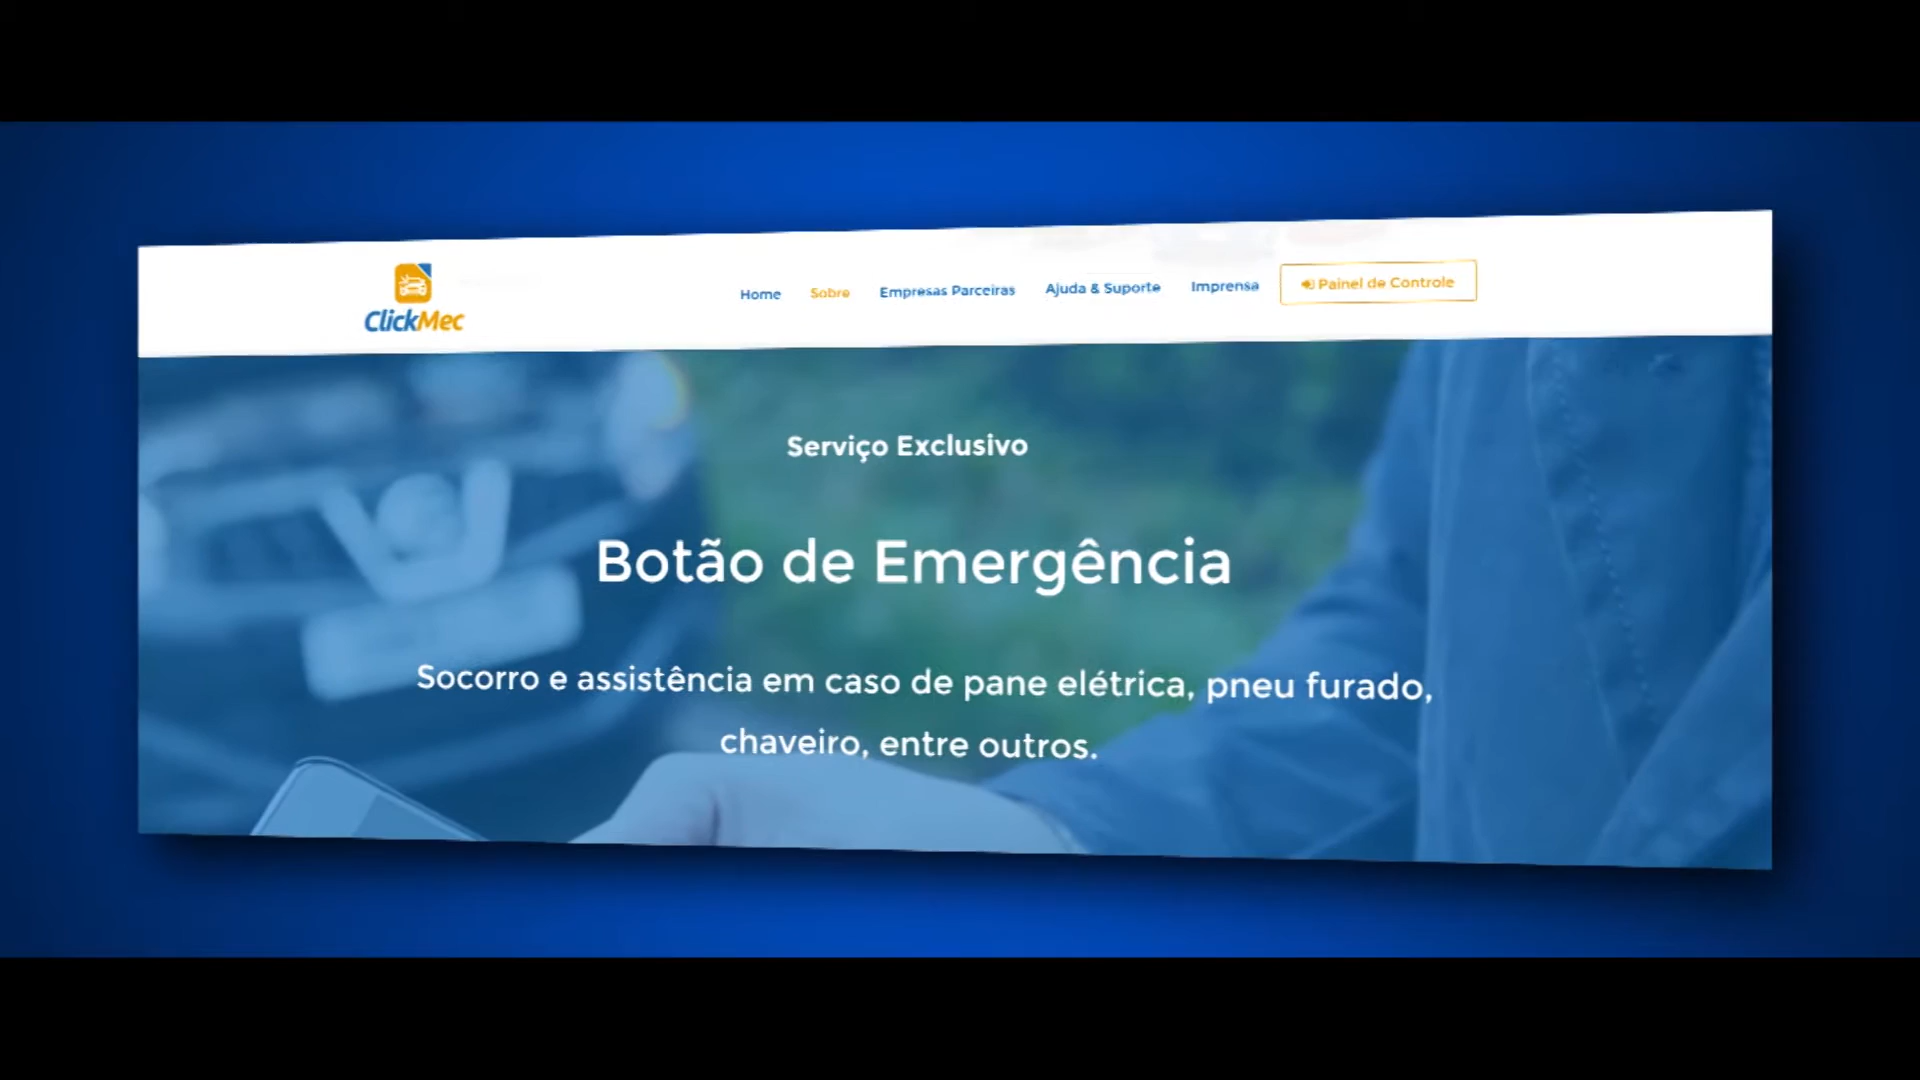 ClickMec
Home Sobre Empresas Parceiras Ajuda & Suporte Imprensa Painel de Controle
Serviço Exclusivo
Botão de Emergência
Socorro e assistência em caso de pane elétrica, pneu furado,
chaveiro, entre outros.